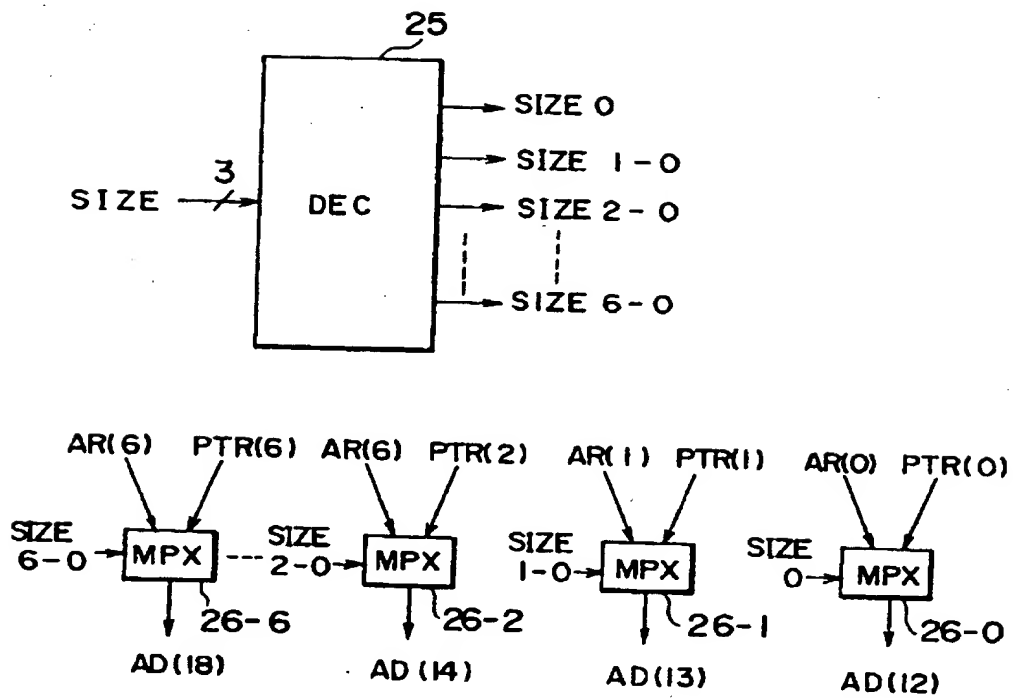 25
SIZE 0
3
SIZE 1-0
SIZE
DEC
SIZE 2-0
SIZE 6-0
AR(6) PTR(6) AR(6) PTR(2) AR(1) PTR(1) AR(0) PTR(0)
SIZE 6-0 MPX SIZE 2-0 MPX SIZE 1-0 MPX SIZE 0 MPX
26-6 26-2 26-1 26-0
AD(18) AD(14) AD(13) AD(12)